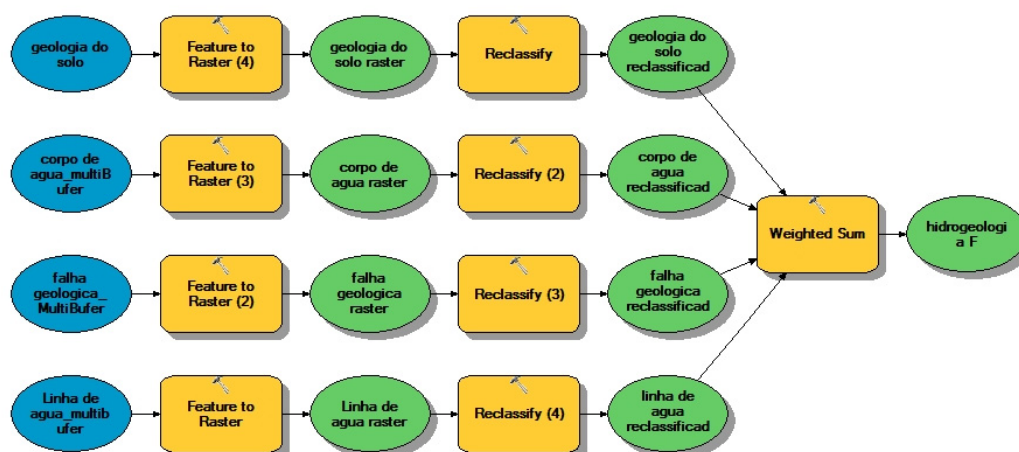 geologia do
solo
Feature to
Raster (4)
geologia do
solo raster
Reclassify
geologia do
solo
reclassificad
corpo de
agua_multiB
ufer
Feature to
Raster (3)
corpo de
agua raster
Reclassify (2)
corpo de
agua
reclassificad
Weighted Sum
hidrogeologi
a F
falha
geologica_
MultiBufer
Feature to
Raster (2)
falha
geologica
raster
Reclassify (3)
falha
geologica
reclassificad
Linha de
agua_multib
ufer
Feature to
Raster
Linha de
agua raster
Reclassify (4)
linha de
agua
reclassificad